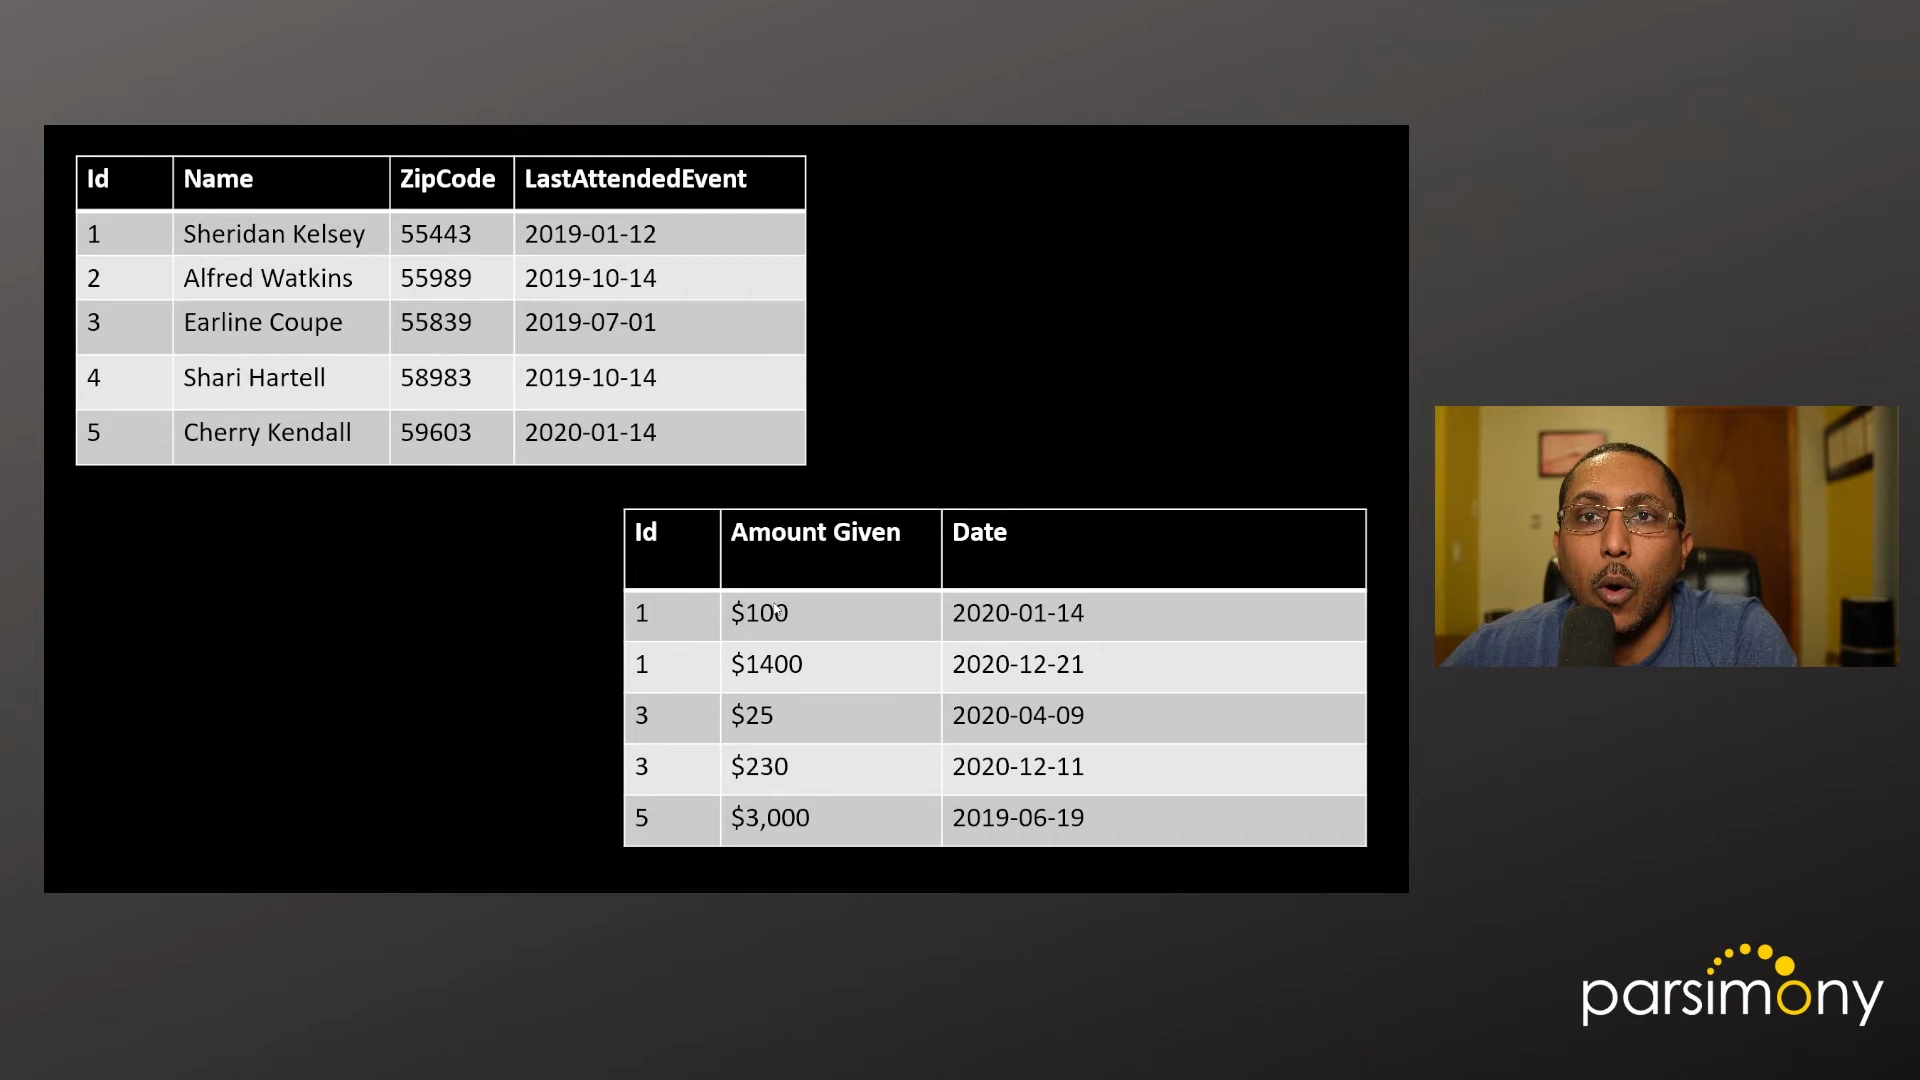 Id Name ZipCode LastAttendedEvent
1 Sheridan Kelsey 55443 2019-01-12
2 Alfred Watkins 55989 2019-10-14
3 Earline Coupe 55839 2019-07-01
4 Shari Hartell 58983 2019-10-14
5 Cherry Kendall 59603 2020-01-14
Id Amount Given Date
1 $100 2020-01-14
1 $1400 2020-12-21
3 $25 2020-04-09
3 $230 2020-12-11
5 $3,000 2019-06-19
parsimony